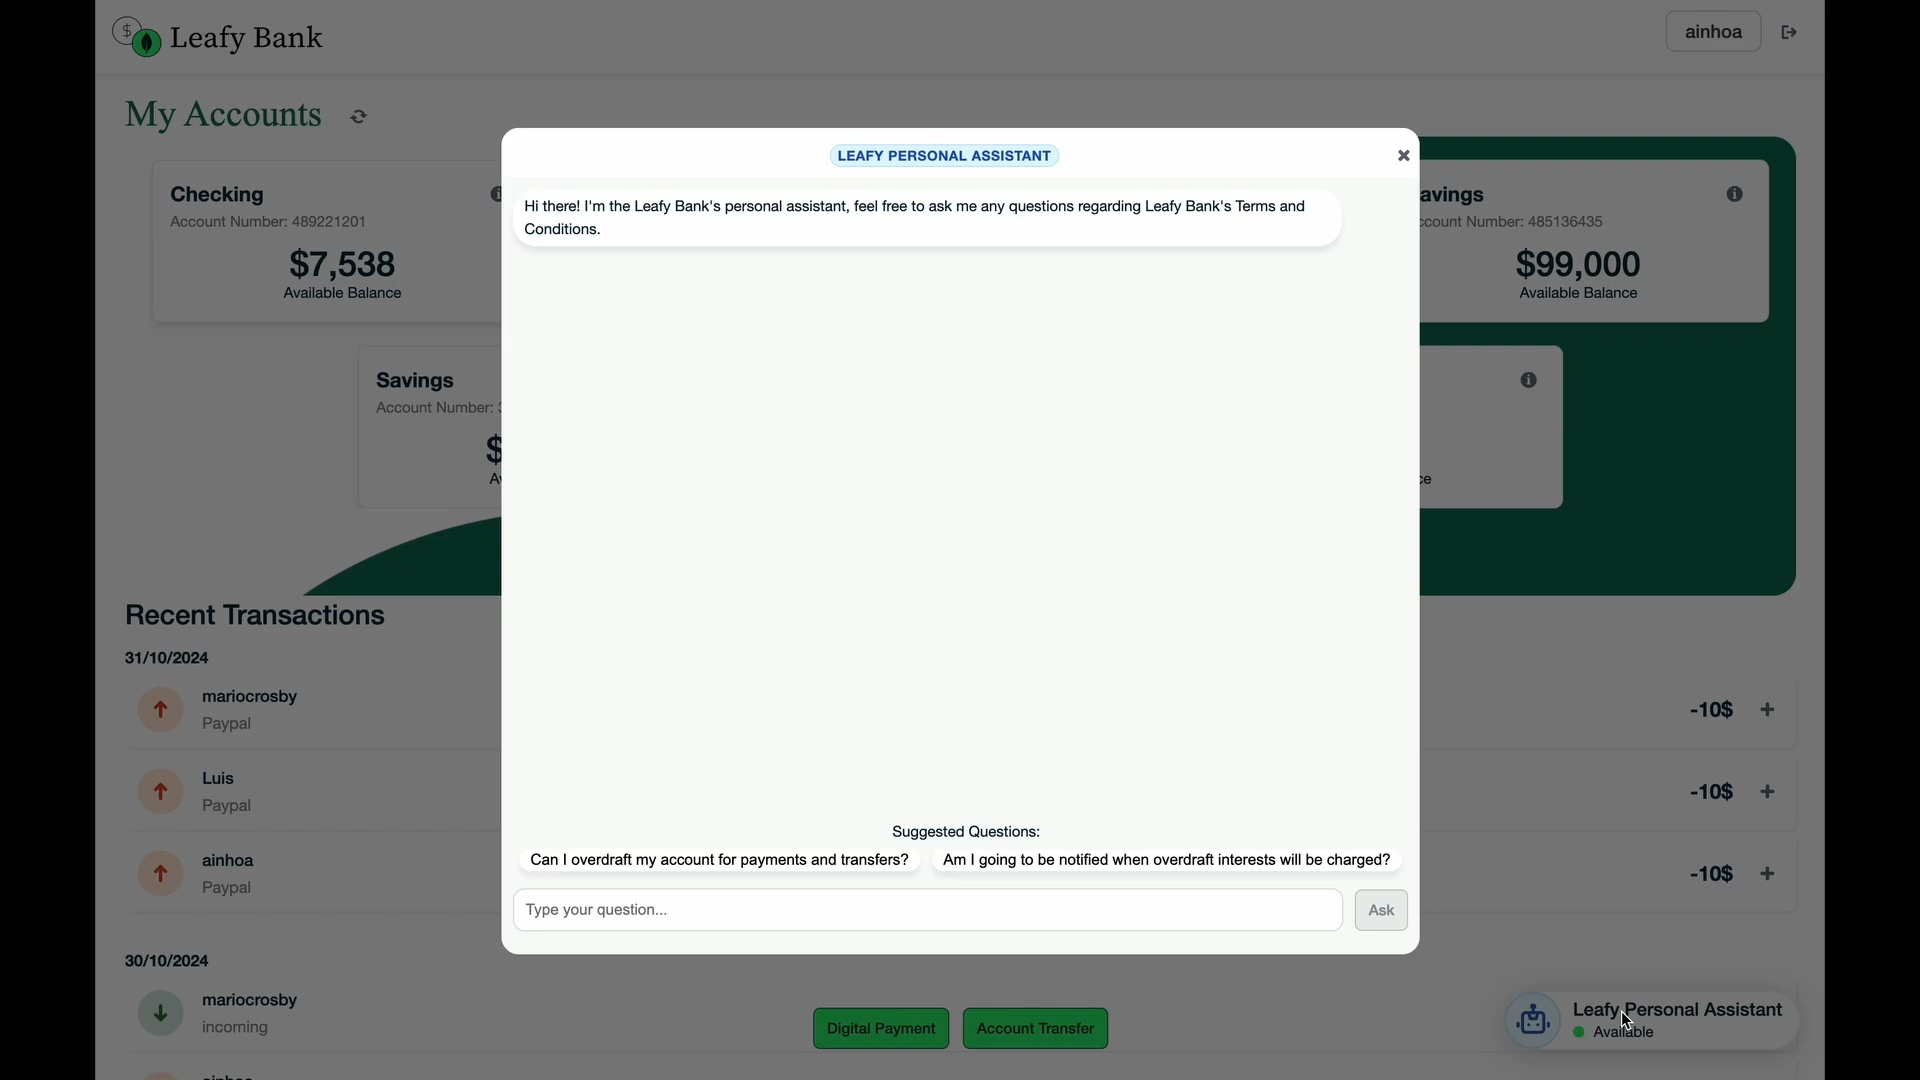 Leafy Bank
ainhoa
My Accounts
Checking
Account Number: 489221201
$7,538
Available Balance
Savings
Account Number:
$
LEAFY PERSONAL ASSISTANT
Hi there! I'm the Leafy Bank's personal assistant, feel free to ask me any questions regarding Leafy Bank's Terms and
Conditions.
Suggested Questions:
Can I overdraft my account for payments and transfers?
Am I going to be notified when overdraft interests will be charged?
Type your question...
Ask
avings
ccount Number: 485136435
$99,000
Available Balance
ce
Recent Transactions
31/10/2024
mariocrosby
Paypal
-10$
Luis
Paypal
-10$
ainhoa
Paypal
-10$
30/10/2024
mariocrosby
incoming
Digital Payment
Account Transfer
Leafy Personal Assistant
Available